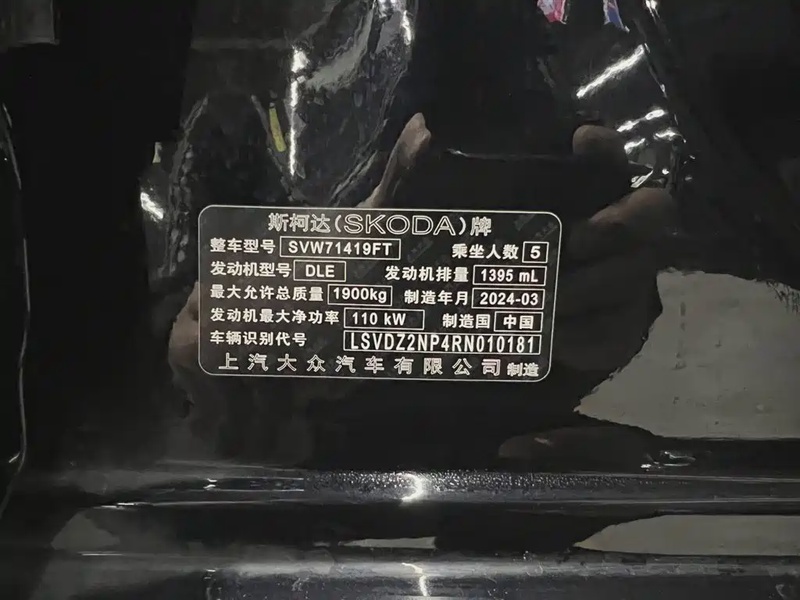 斯柯达(SKODA)牌
整车型号 SVW71419FT 乘坐人数 5
发动机型号 DLE 发动机排量 1395 mL
最大允许总质量 1900kg 制造年月 2024-03
发动机最大净功率 110 kW 制造国 中国
车辆识别代号 LSVDZ2NP4RN010181
上汽大众汽车有限公司 制造